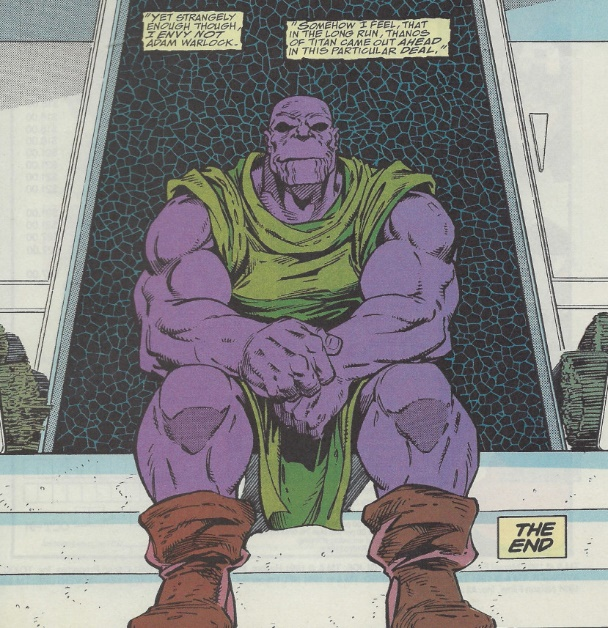 "YET STRANGELY
ENOUGH THOUGH,
I ENVY NOT
ADAM WARLOCK.
"SOMEHOW I FEEL, THAT
IN THE LONG RUN, THANOS
OF TITAN CAME OUT AHEAD
IN THIS PARTICULAR DEAL."
THE
END